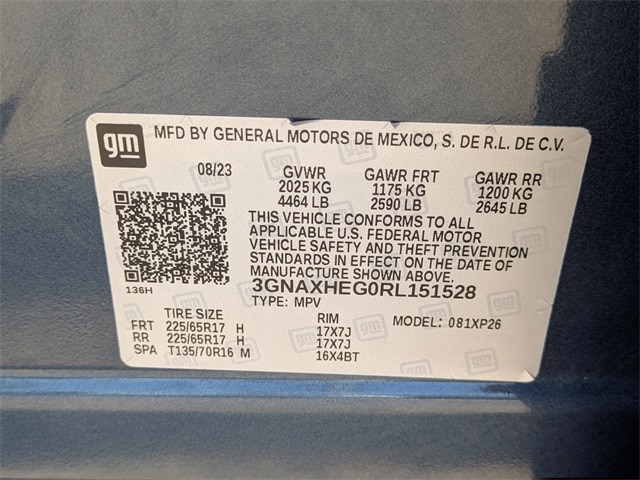 gm MFD BY GENERAL MOTORS DE MEXICO, S. DE R.L. DE C.V.
08/23 GVWR GAWR FRT GAWR RR
2025 KG 1175 KG 1200 KG
4464 LB 2590 LB 2645 LB
THIS VEHICLE CONFORMS TO ALL
APPLICABLE U.S. FEDERAL MOTOR
VEHICLE SAFETY AND THEFT PREVENTION
STANDARDS IN EFFECT ON THE DATE OF
MANUFACTURE SHOWN ABOVE.
136H 3GNAXHEG0RL151528
TYPE: MPV
TIRE SIZE RIM MODEL: 081XP26
FRT 225/65R17 H 17X7J
RR 225/65R17 H 17X7J
SPA T135/70R16 M 16X4BT